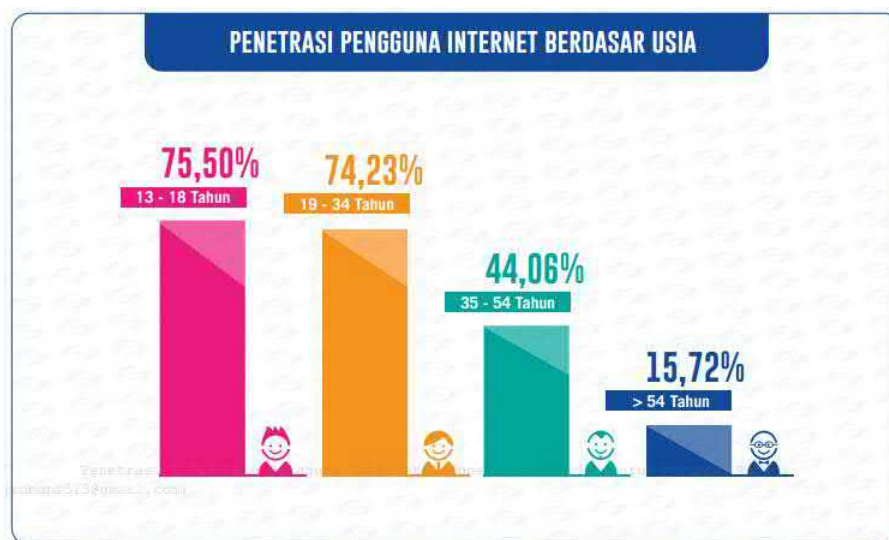 PENETRASI PENGGUNA INTERNET BERDASAR USIA
75,50%
13 - 18 Tahun
74,23%
19 - 34 Tahun
44,06%
35 - 54 Tahun
15,72%
> 54 Tahun